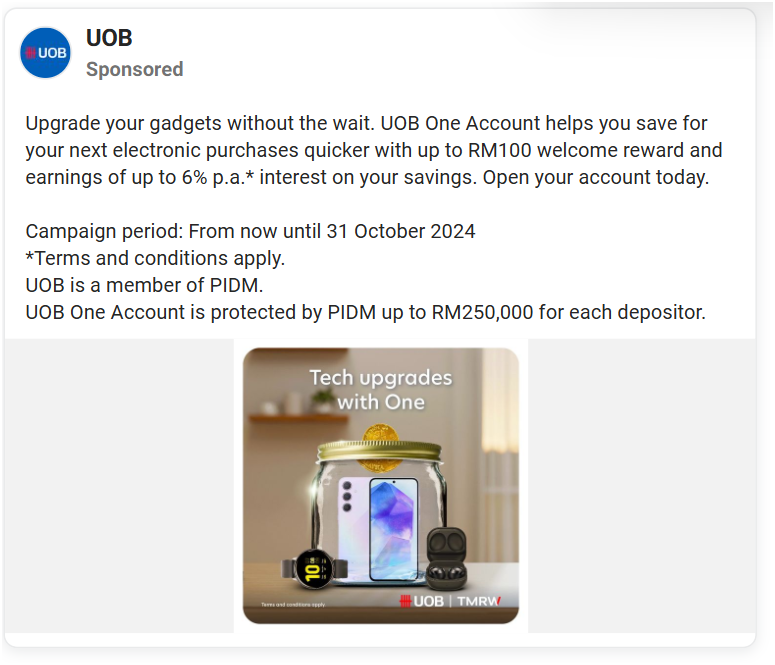 UOB
UOB
Sponsored
Upgrade your gadgets without the wait. UOB One Account helps you save for
your next electronic purchases quicker with up to RM100 welcome reward and
earnings of up to 6% p.a.* interest on your savings. Open your account today.
Campaign period: From now until 31 October 2024
*Terms and conditions apply.
UOB is a member of PIDM.
UOB One Account is protected by PIDM up to RM250,000 for each depositor.
Tech upgrades
with One
10
Terms and conditions apply.
UOB | TMRW